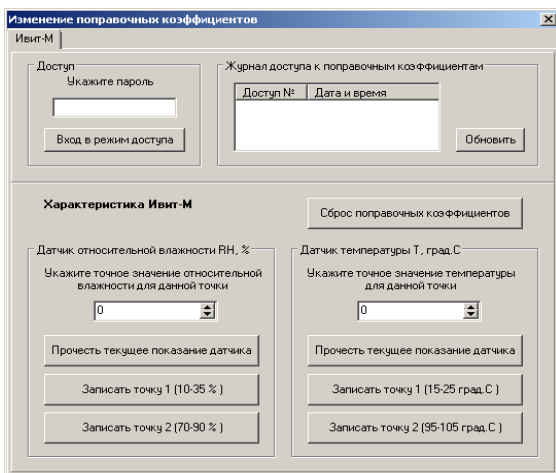 Изменение поправочных коэффициентов
Ивит-М
Доступ
Укажите пароль
Вход в режим доступа
Журнал доступа к поправочным коэффициентам
Доступ № Дата и время
Обновить
Характеристика Ивит-М
Сброс поправочных коэффициентов
Датчик относительной влажности RH, %
Укажите точное значение относительной
влажности для данной точки
0
Прочесть текущее показание датчика
Записать точку 1 (10-35 % )
Записать точку 2 (70-90 % )
Датчик температуры Т, град.С
Укажите точное значение температуры
для данной точки
0
Прочесть текущее показание датчика
Записать точку 1 (15-25 град.С )
Записать точку 2 (95-105 град.С )